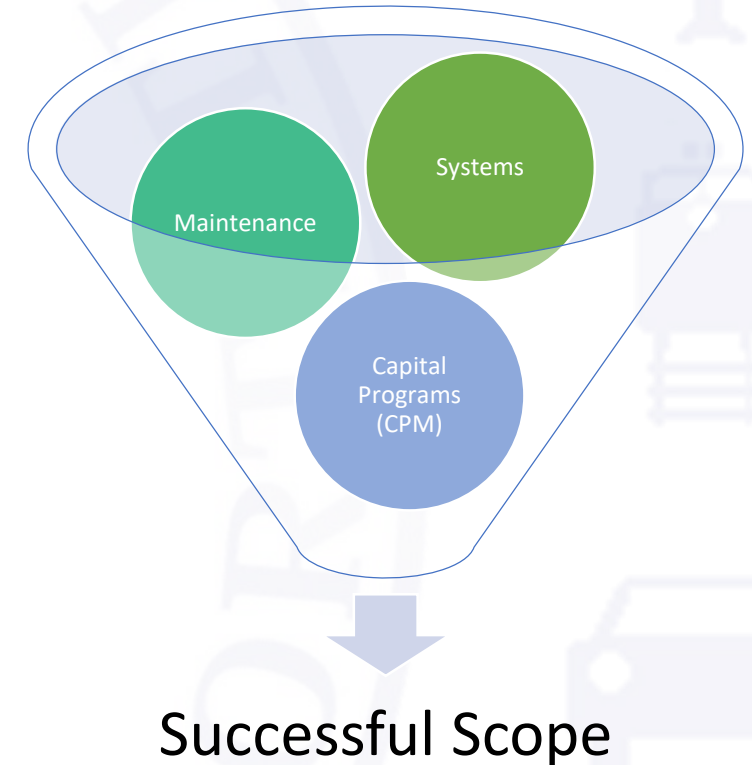 Systems
Maintenance
Capital
Programs
(CPM)
Successful Scope